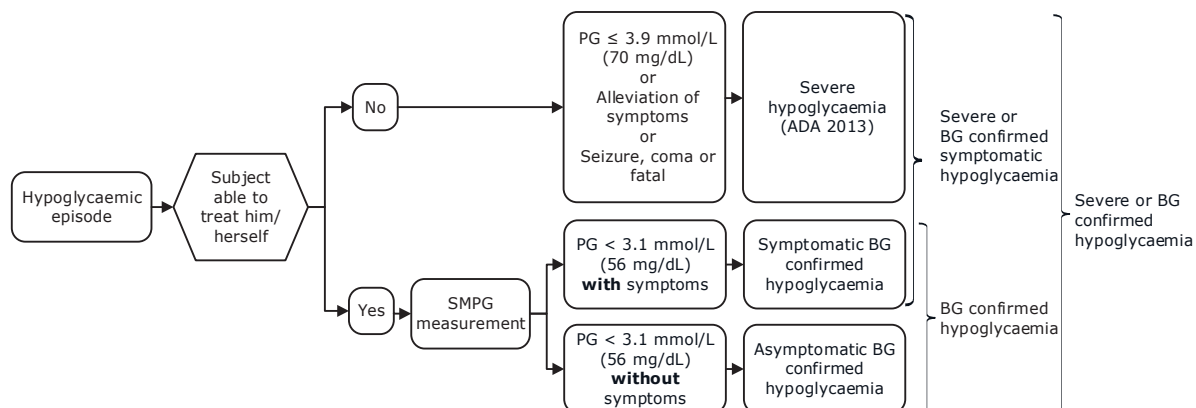 Hypoglycaemic
episode
Subject
able to
treat him/
herself
No
PG ≤ 3.9 mmol/L
(70 mg/dL)
or
Alleviation of
symptoms
or
Seizure, coma or
fatal
Severe
hypoglycaemia
(ADA 2013)
Yes
SMPG
measurement
PG < 3.1 mmol/L
(56 mg/dL)
with symptoms
Symptomatic BG
confirmed
hypoglycaemia
PG < 3.1 mmol/L
(56 mg/dL)
without
symptoms
Asymptomatic BG
confirmed
hypoglycaemia
Severe or
BG confirmed
symptomatic
hypoglycaemia
BG confirmed
hypoglycaemia
Severe or BG
confirmed
hypoglycaemia